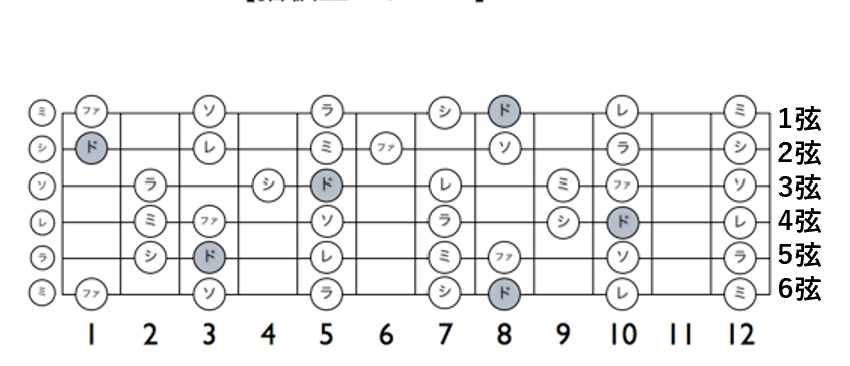 ミ ファ ソ ラ シ ド レ ミ 1弦
シ ド レ ミ ファ ソ ラ シ 2弦
ソ ラ シ ド レ ミ ファ ソ 3弦
レ ミ ファ ソ ラ シ ド レ 4弦
ラ シ ド レ ミ ファ ソ ラ 5弦
ミ ファ ソ ラ シ ド レ ミ 6弦
1 2 3 4 5 6 7 8 9 10 11 12